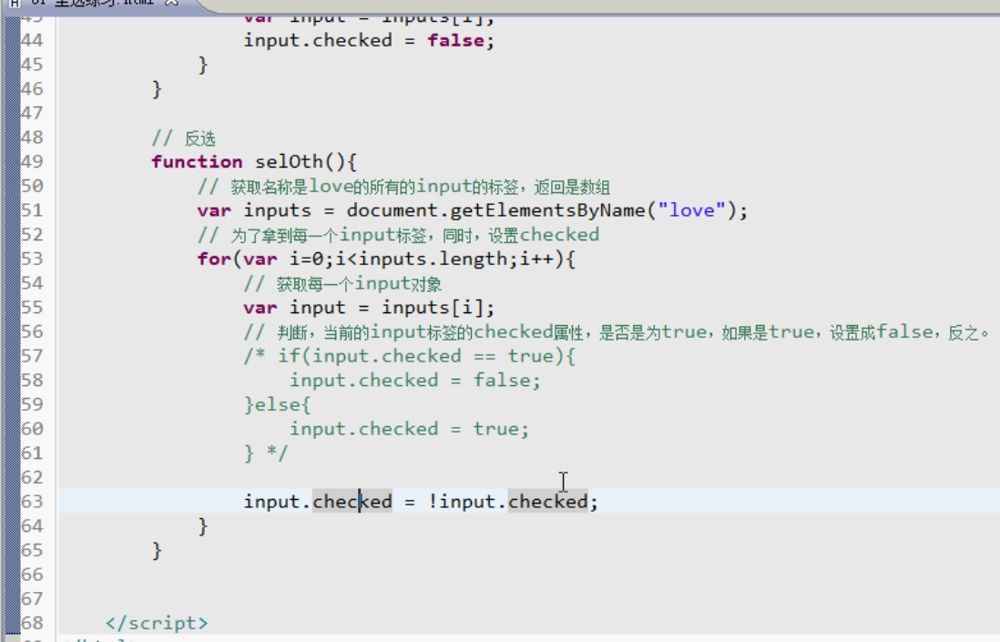 01 全选练习.html
43 var input = inputs[i];
44 input.checked = false;
45 }
46 }
47
48 // 反选
49 function selOth(){
50 // 获取名称是love的所有的input的标签，返回是数组
51 var inputs = document.getElementsByName("love");
52 // 为了拿到每一个input标签，同时，设置checked
53 for(var i=0;i<inputs.length;i++){
54 // 获取每一个input对象
55 var input = inputs[i];
56 // 判断，当前的input标签的checked属性，是否是为true，如果是true，设置成false，反之。
57 /* if(input.checked == true){
58 input.checked = false;
59 }else{
60 input.checked = true;
61 } */
62
63 input.checked = !input.checked;
64 }
65 }
66
67
68 </script>